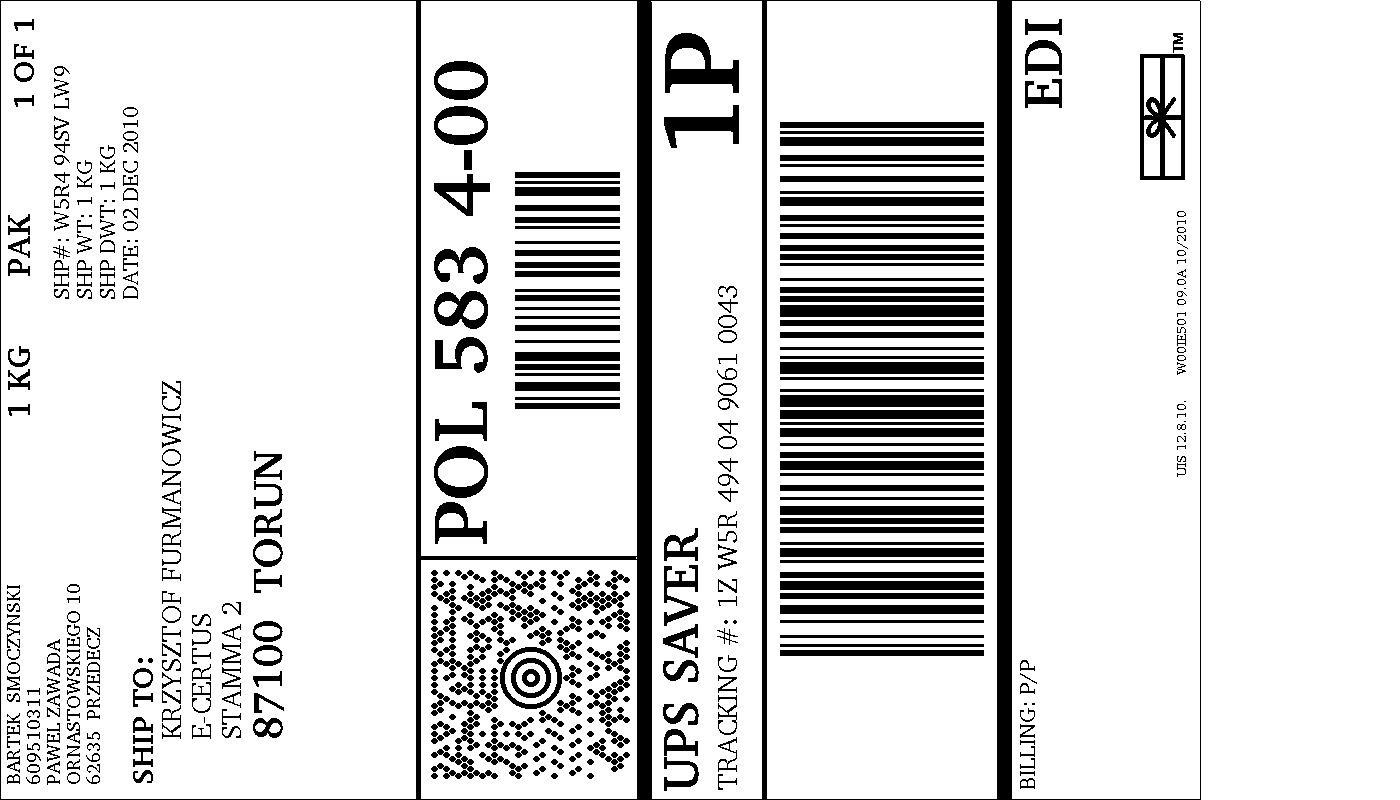 BARTEK SMOCZYNSKI
609510311
PAWEL ZAWADA
ORNASTOWSKIEGO 10
62635 PRZEDECZ
1 KG PAK 1 OF 1
SHP#: W5R4 94SV LW9
SHP WT: 1 KG
SHP DWT: 1 KG
DATE: 02 DEC 2010
SHIP TO:
KRZYSZTOF FURMANOWICZ
E-CERTUS
STAMMA 2
87100 TORUN
POL 583 4-00
UPS SAVER
1P
TRACKING #: 1Z W5R 494 04 9061 0043
BILLING: P/P
EDI
TM
UIS 12.8.10. W00IE501 09.0A 10/2010